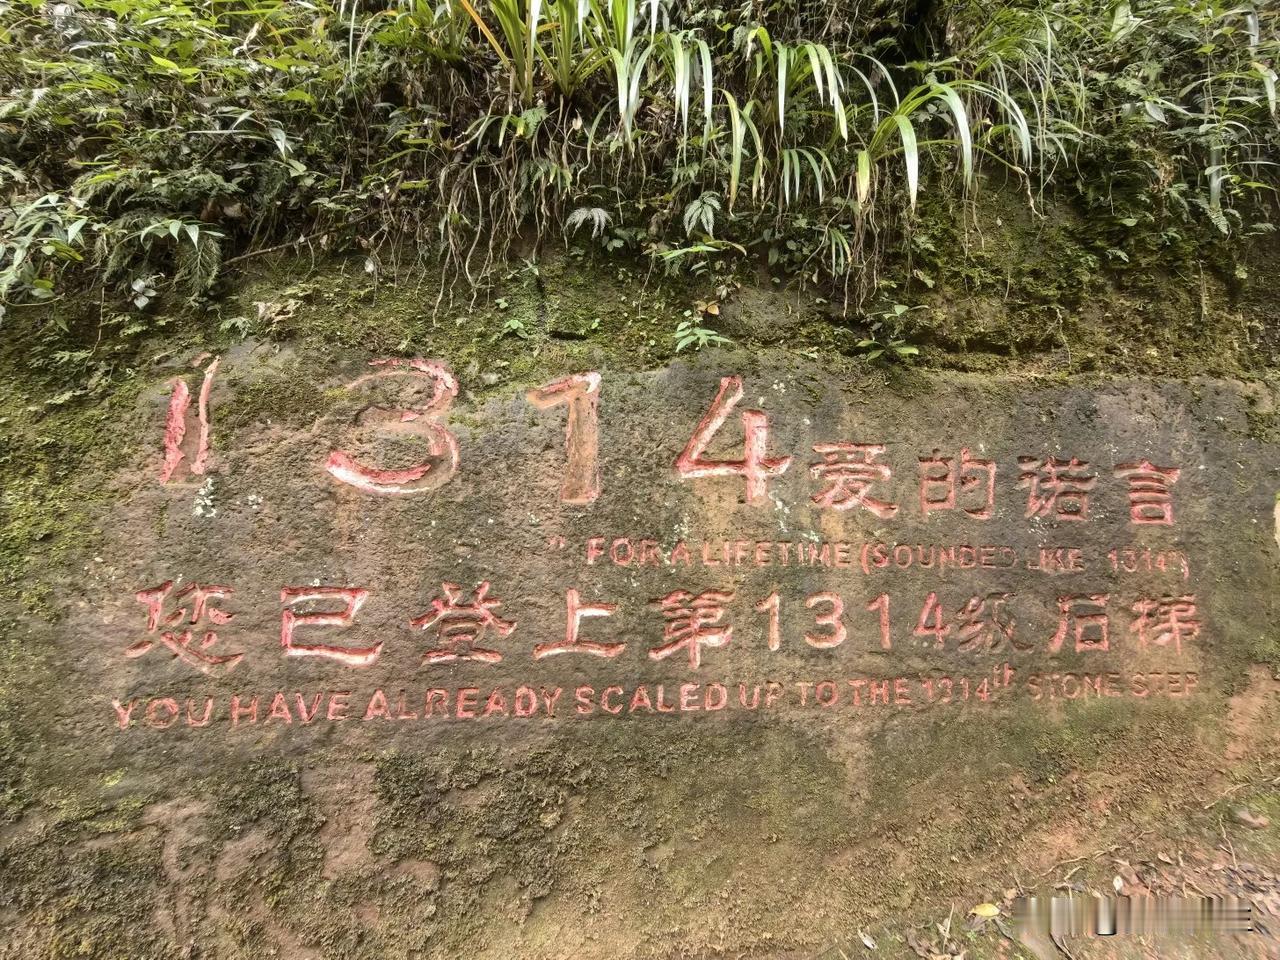 1314爱的诺言
"FOR A LIFETIME (SOUNDED LIKE 1314")
您已登上第1314级石梯
YOU HAVE ALREADY SCALED UP TO THE 1314th STONE STEP